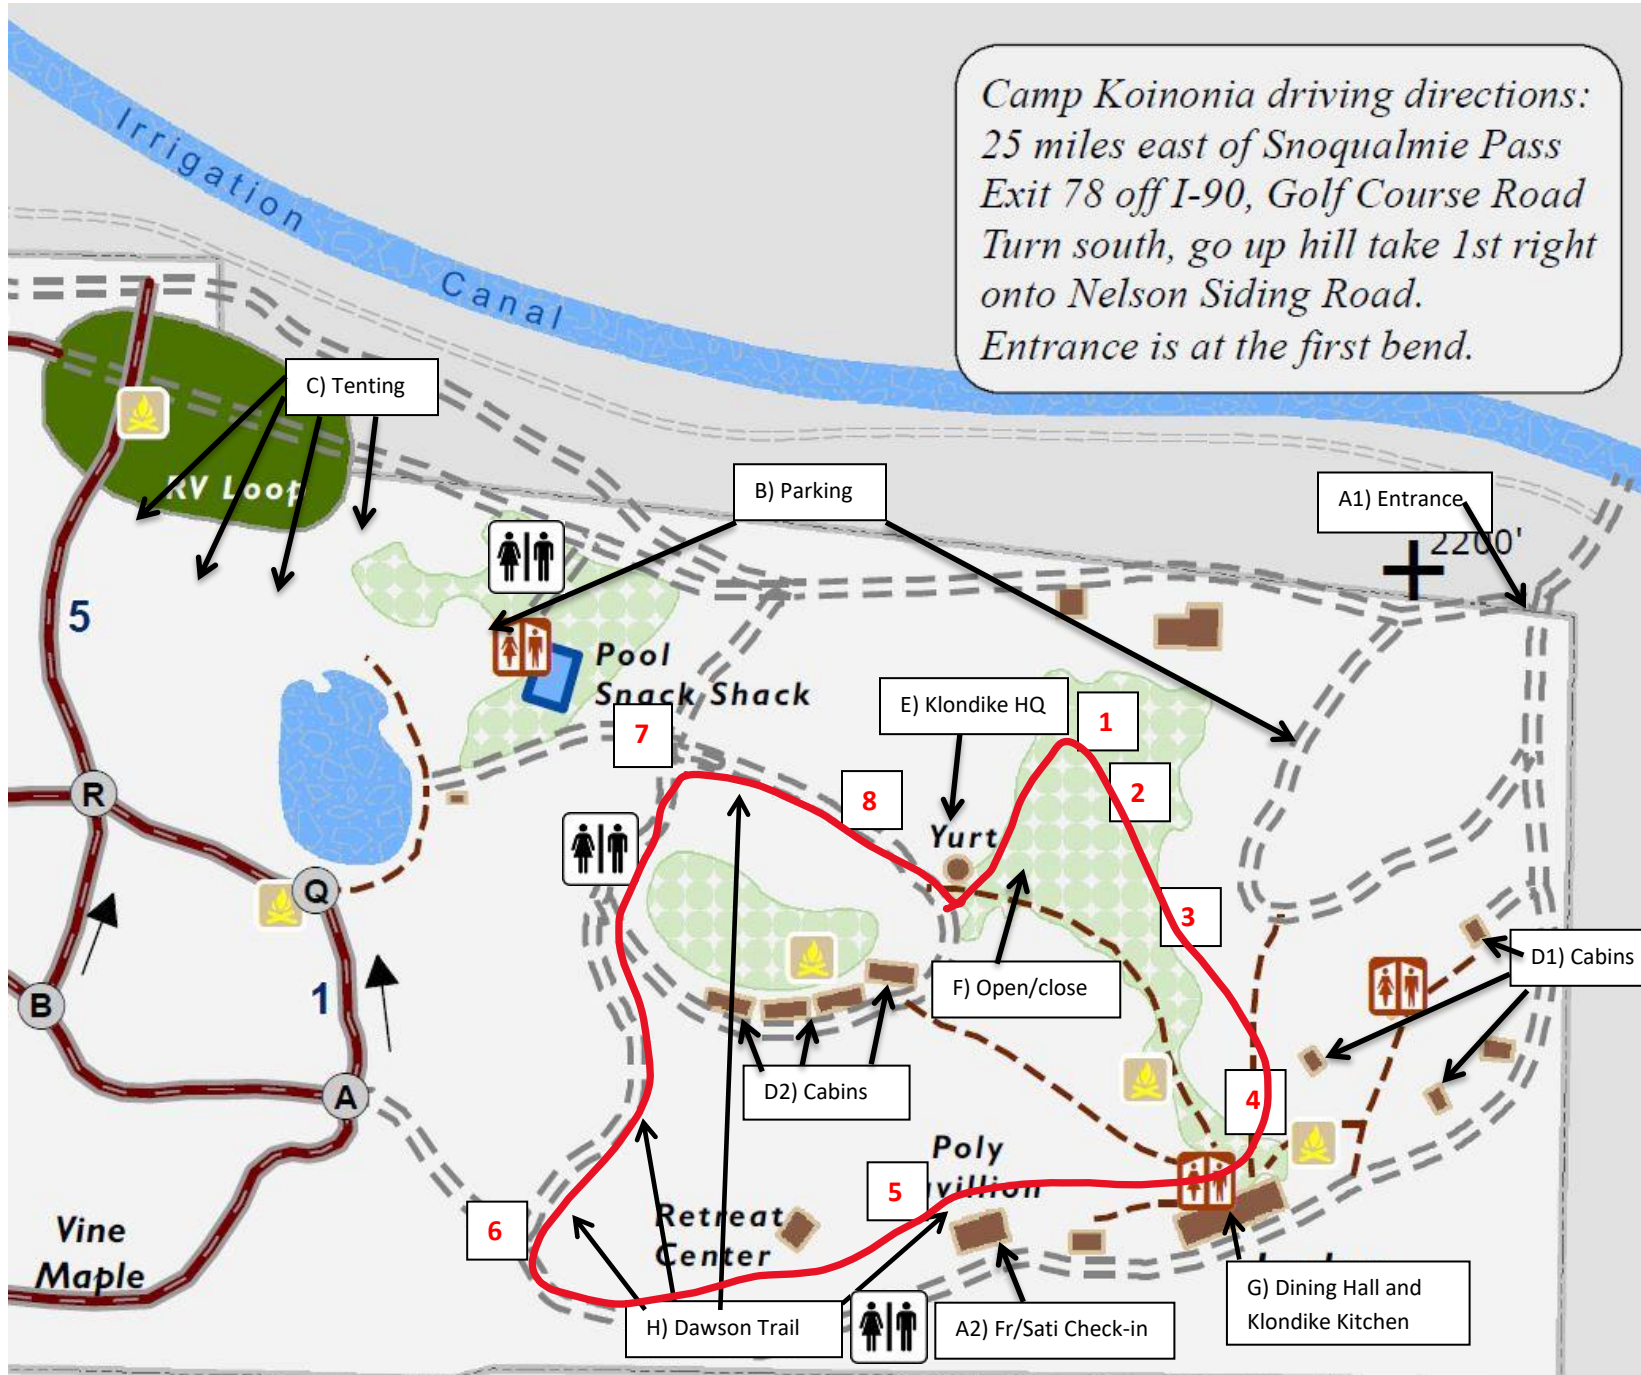 Camp Koinonia driving directions:
25 miles east of Snoqualmie Pass
Exit 78 off I-90, Golf Course Road
Turn south, go up hill take 1st right
onto Nelson Siding Road.
Entrance is at the first bend.
Irrigation
Canal
C) Tenting
RV Loop
B) Parking
A1) Entrance
2200'
5
Pool
Snack Shack
E) Klondike HQ
1
7
2
8
R
Yurt
Q
3
D1) Cabins
F) Open/close
B
1
D2) Cabins
A
4
Poly
5
6
Retreat
Center
Vine
Maple
G) Dining Hall and
Klondike Kitchen
H) Dawson Trail
A2) Fr/Sati Check-in